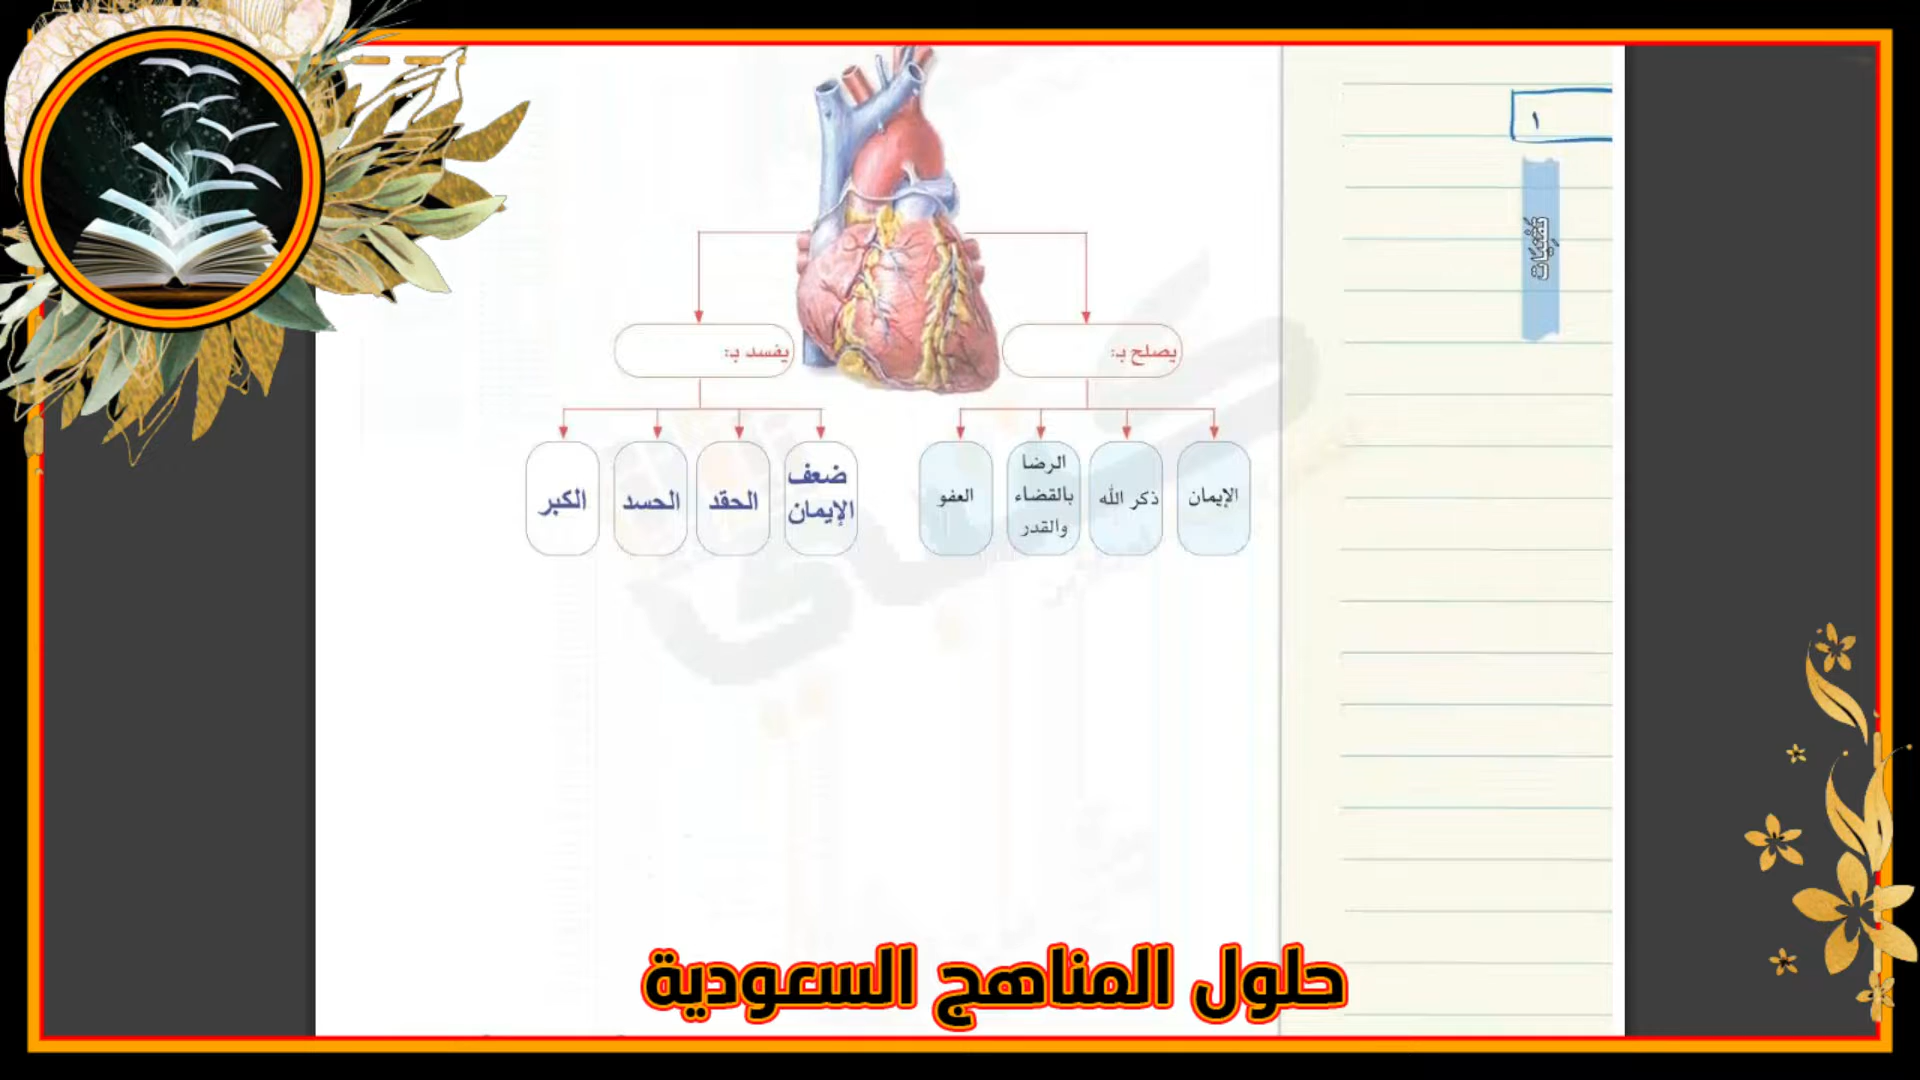 ١
تقنيات
يصلح بـ:
يفسد بـ:
الإيمان
ذكر الله
الرضا
بالقضاء
والقدر
العفو
ضعف
الإيمان
الحقد
الحسد
الكبر
حلول المناهج السعودية